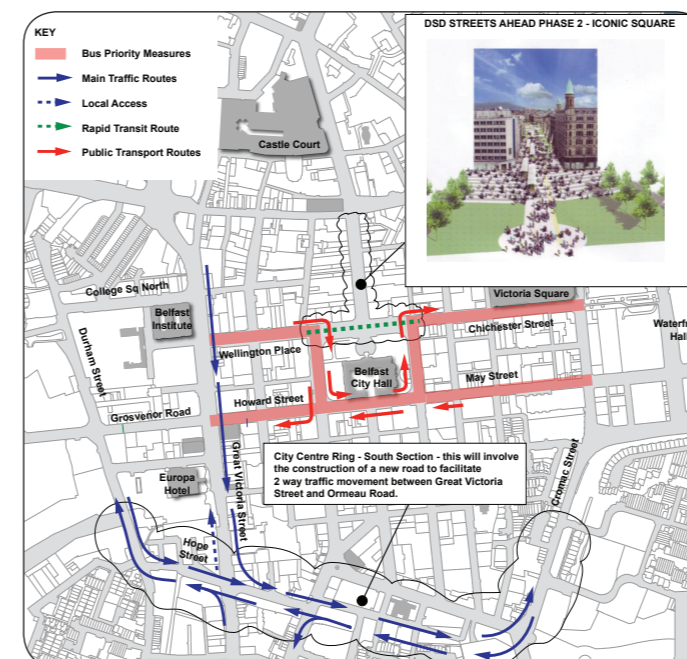 KEY
Bus Priority Measures
Main Traffic Routes
Local Access
Rapid Transit Route
Public Transport Routes
DSD STREETS AHEAD PHASE 2 - ICONIC SQUARE
Castle Court
College Sq North
Belfast
Institute
Victoria Square
Chichester Street
Wellington Place
Durham Street
Belfast
City Hall
May Street
Howard Street
Grosvenor Road
Great Victoria Street
Europa
Hotel
City Centre Ring - South Section - this will involve
the construction of a new road to facilitate
2 way traffic movement between Great Victoria
Street and Ormeau Road.
Cromac Street
Hope
Street
Hall